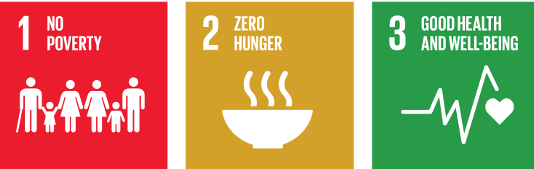 1 NO
POVERTY
2 ZERO
HUNGER
3 GOOD HEALTH
AND WELL-BEING